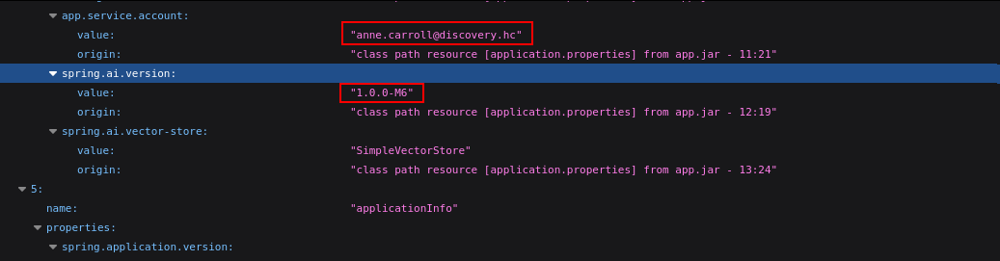 app.service.account:
value: "anne.carroll@discovery.hc"
origin: "class path resource [application.properties] from app.jar - 11:21"
spring.ai.version:
value: "1.0.0-M6"
origin: "class path resource [application.properties] from app.jar - 12:19"
spring.ai.vector-store:
value: "SimpleVectorStore"
origin: "class path resource [application.properties] from app.jar - 13:24"
5:
name: "applicationInfo"
properties:
spring.application.version: